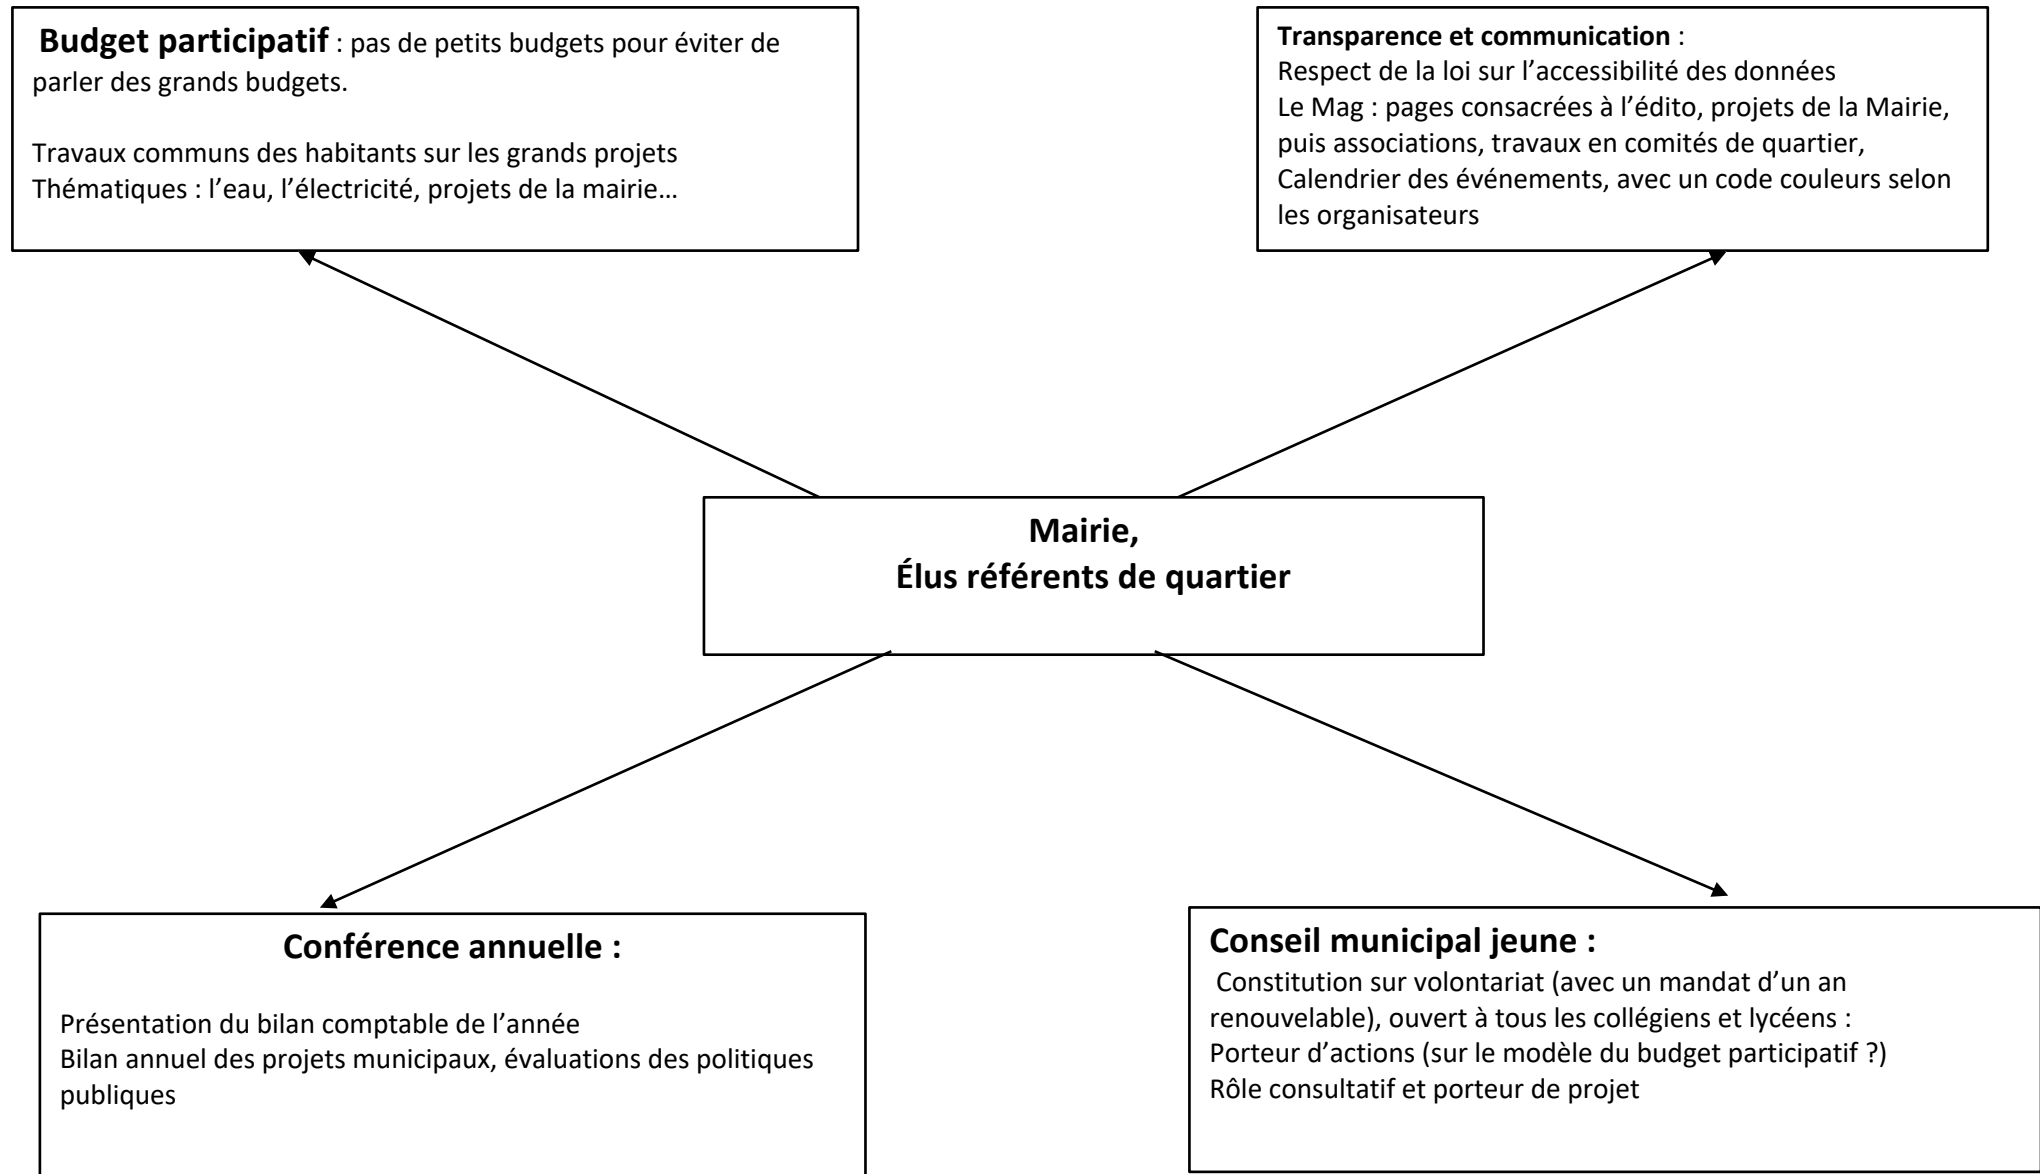 Budget participatif : pas de petits budgets pour éviter de
parler des grands budgets.
Travaux communs des habitants sur les grands projets
Thématiques : l’eau, l’électricité, projets de la mairie…
Transparence et communication :
Respect de la loi sur l’accessibilité des données
Le Mag : pages consacrées à l’édito, projets de la Mairie,
puis associations, travaux en comités de quartier,
Calendrier des événements, avec un code couleurs selon
les organisateurs
Mairie,
Élus référents de quartier
Conférence annuelle :
Présentation du bilan comptable de l’année
Bilan annuel des projets municipaux, évaluations des politiques
publiques
Conseil municipal jeune :
Constitution sur volontariat (avec un mandat d’un an
renouvelable), ouvert à tous les collégiens et lycéens :
Porteur d’actions (sur le modèle du budget participatif ?)
Rôle consultatif et porteur de projet